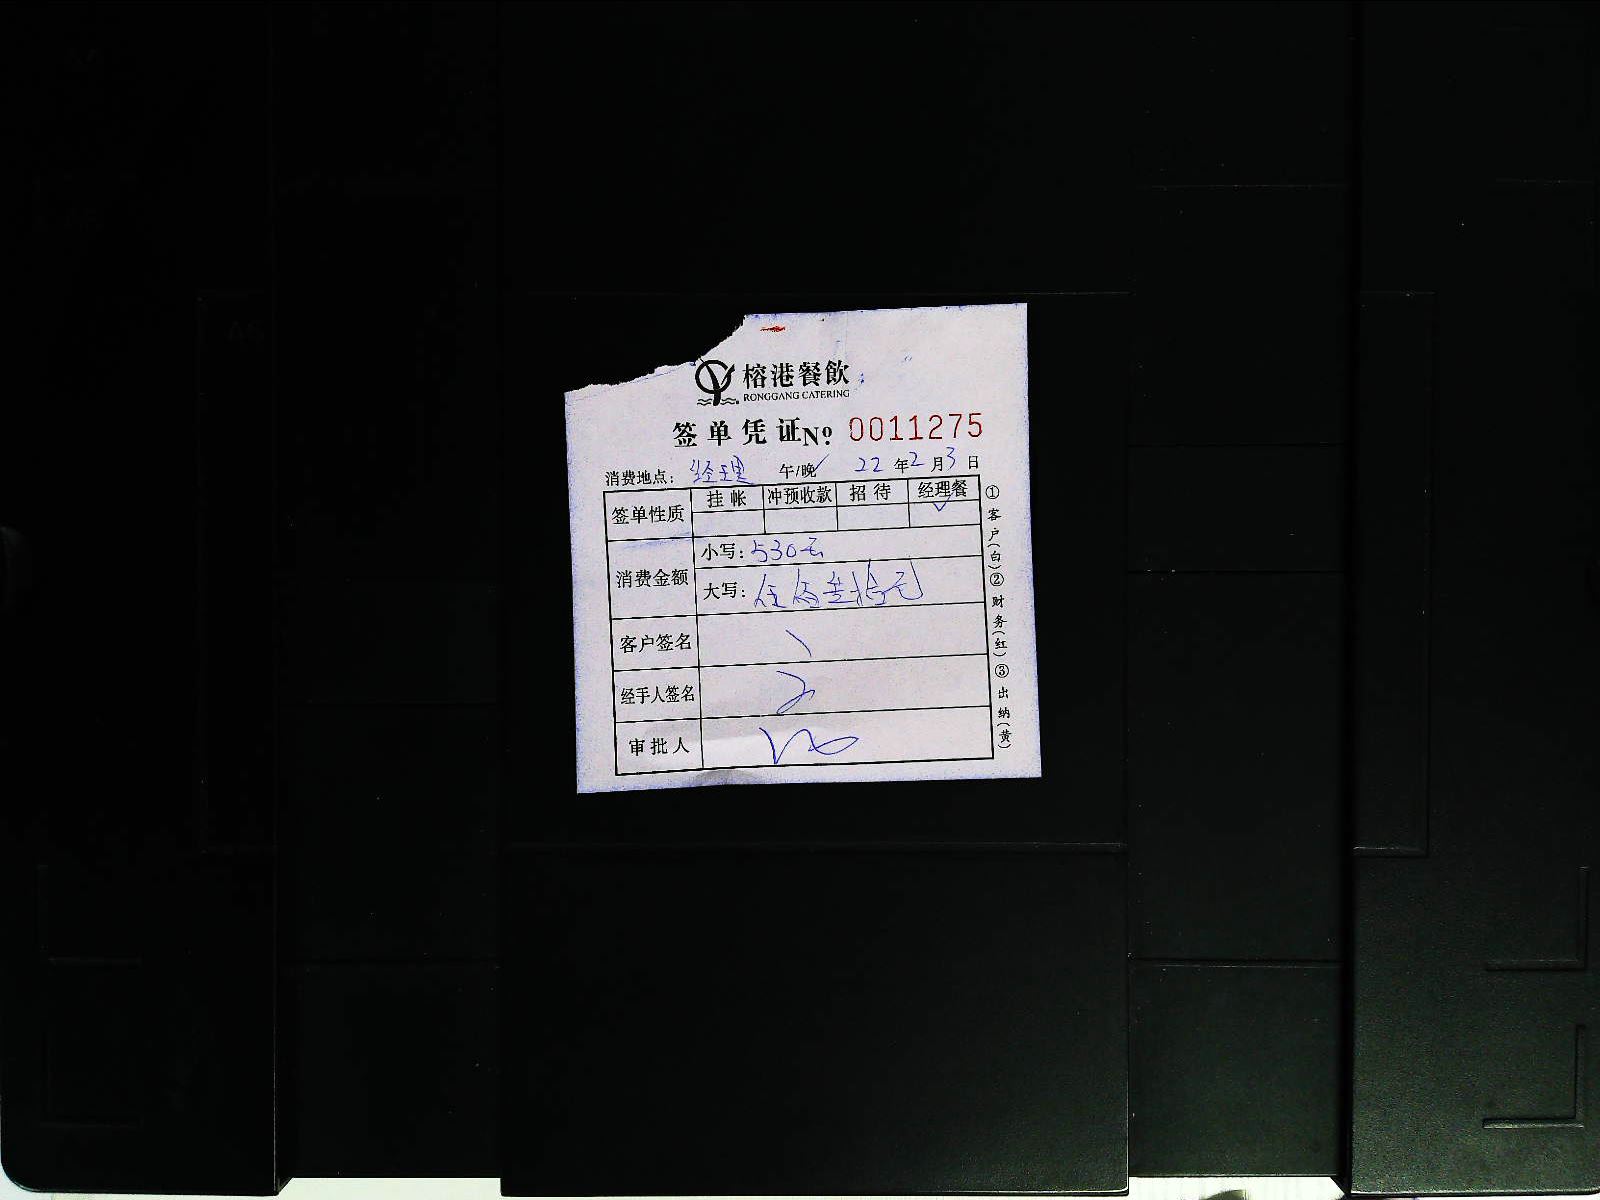 榕港餐飲
RONGGANG CATERING
签单凭证 Nº 0011275
消费地点：经理 午/晚✓ 22年2月3日
签单性质 挂帐 冲预收款 招待 经理餐
✓
消费金额 小写：530元
大写：伍佰叁拾元
客户签名
经手人签名
审批人
①客户(白)②财务(红)③出纳(黄)
A6